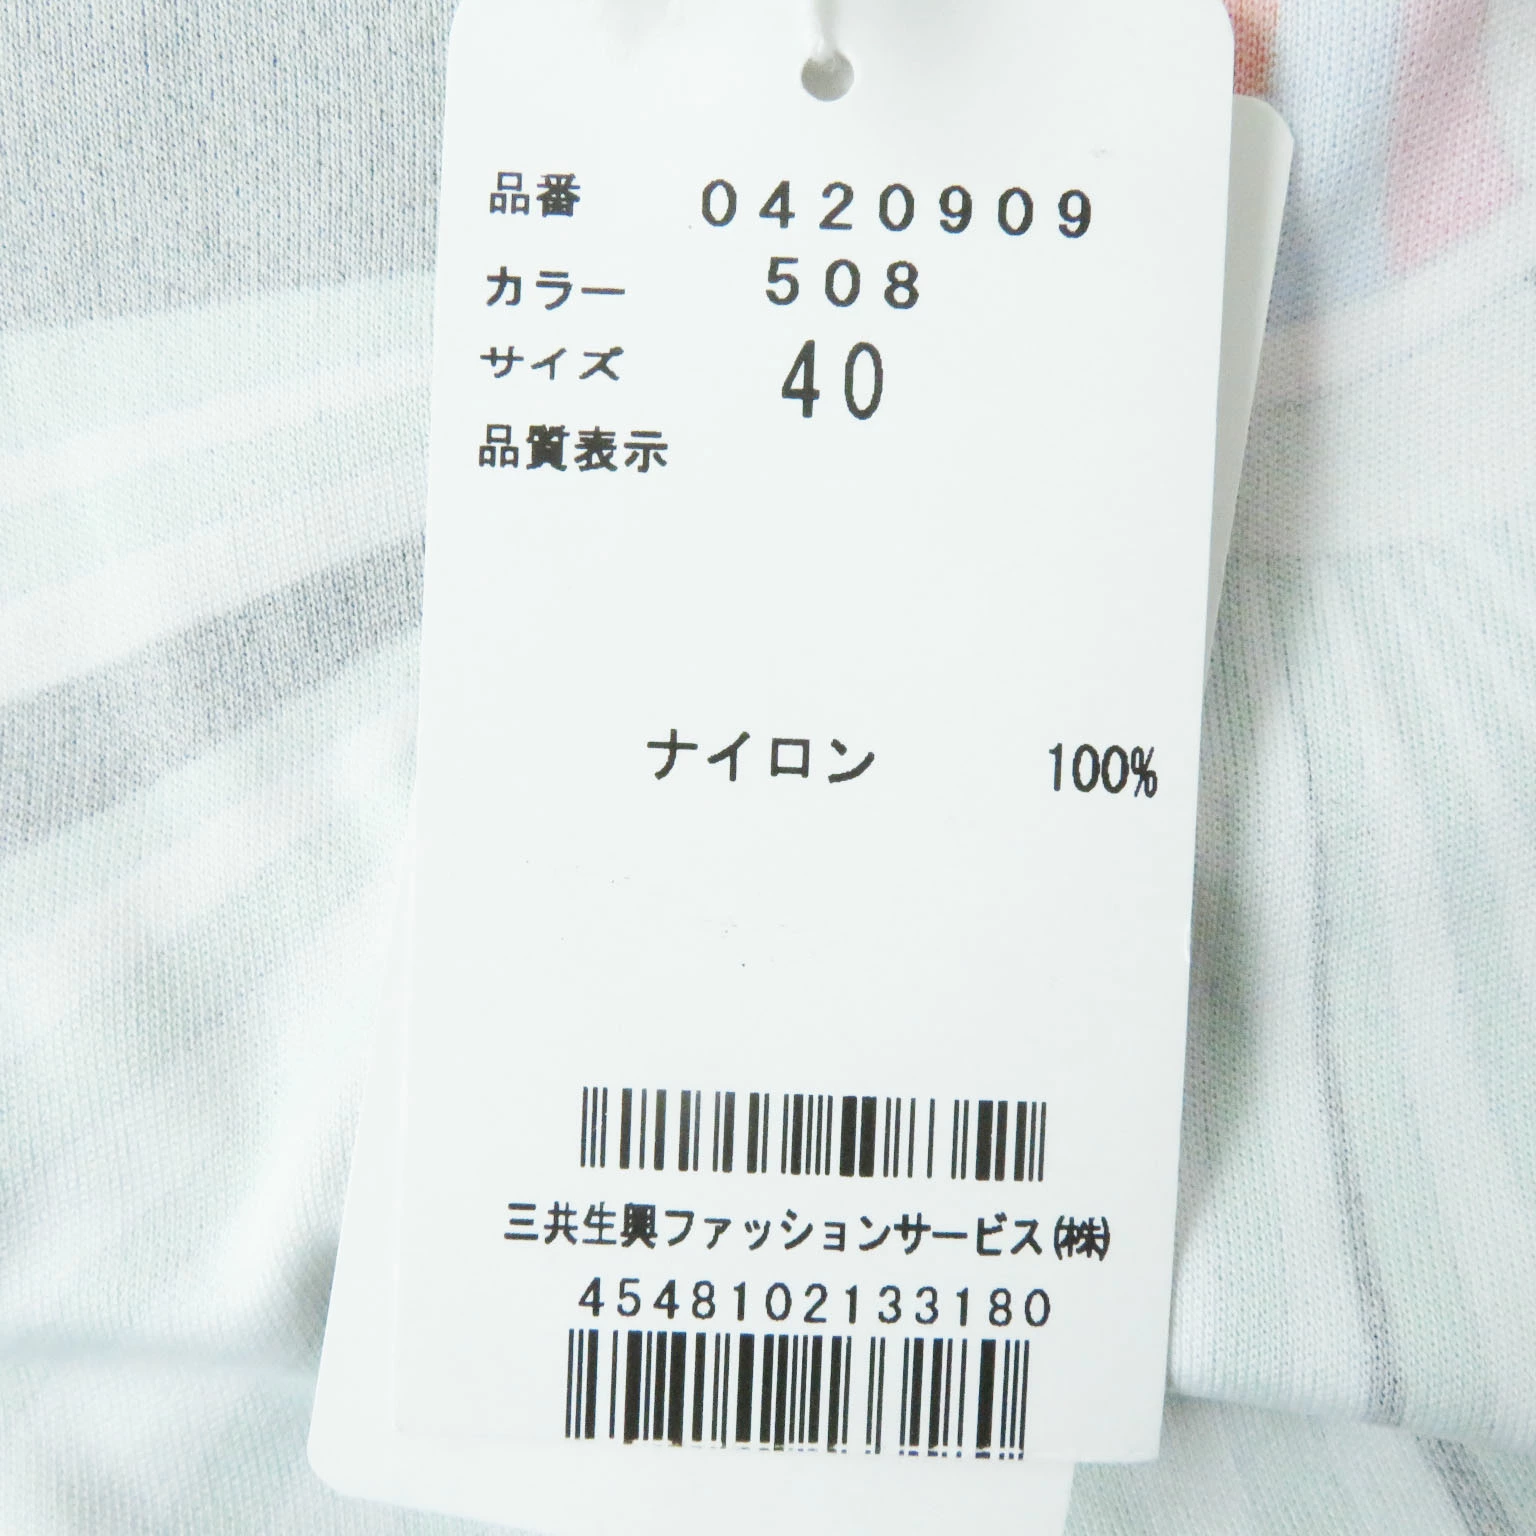 品番 0420909
カラー 508
サイズ 40
品質表示
ナイロン 100%
三共生興ファッションサービス(株)
4548102133180